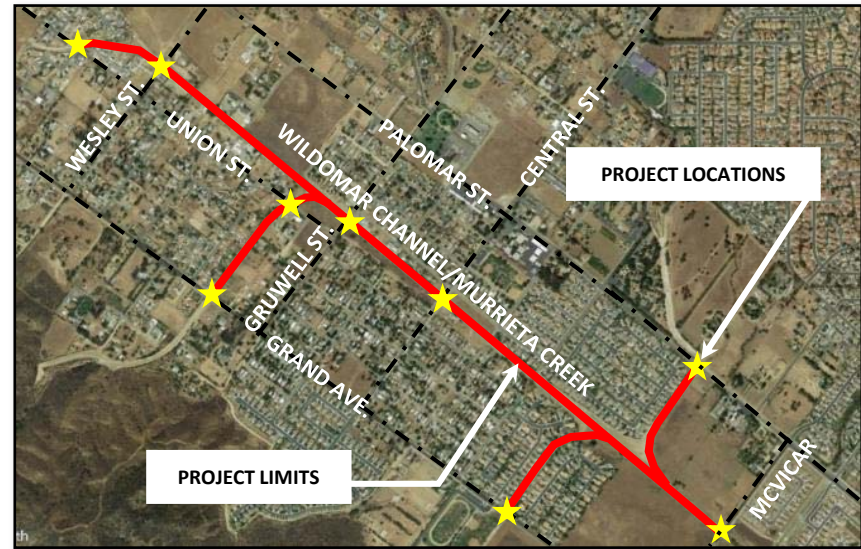 WESLEY ST.
UNION ST.
WILDOMAR CHANNEL/MURRIETA CREEK
PALOMAR ST.
CENTRAL ST.
PROJECT LOCATIONS
GRUWELL ST.
GRAND AVE.
PROJECT LIMITS
MCVICAR
th